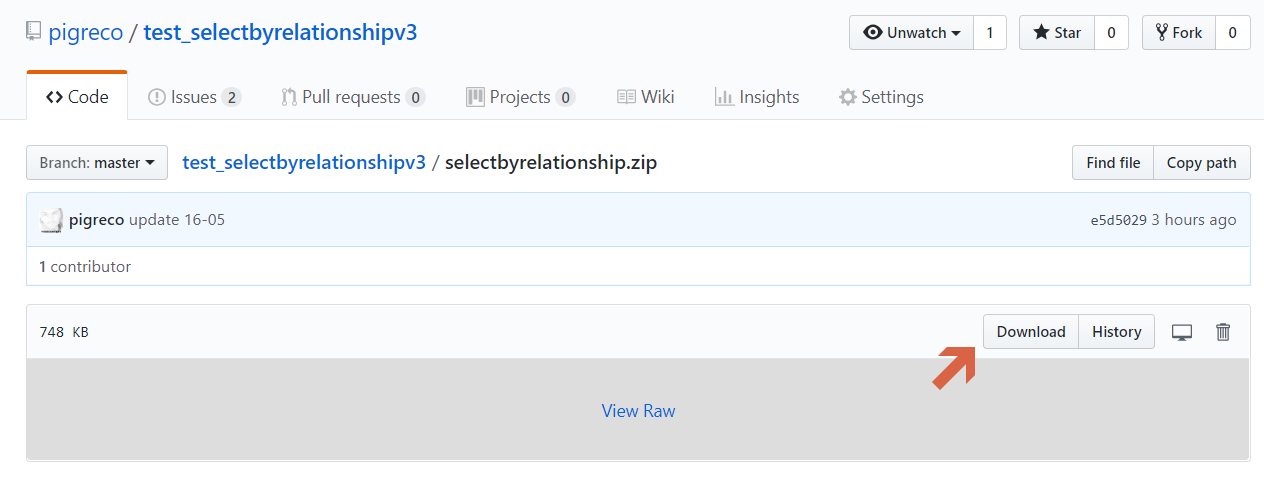 pigreco / test_selectbyrelationshipv3 Unwatch 1 Star 0 Fork 0
Code Issues 2 Pull requests 0 Projects 0 Wiki Insights Settings
Branch: master test_selectbyrelationshipv3 / selectbyrelationship.zip Find file Copy path
pigreco update 16-05 e5d5029 3 hours ago
1 contributor
748 KB Download History
View Raw